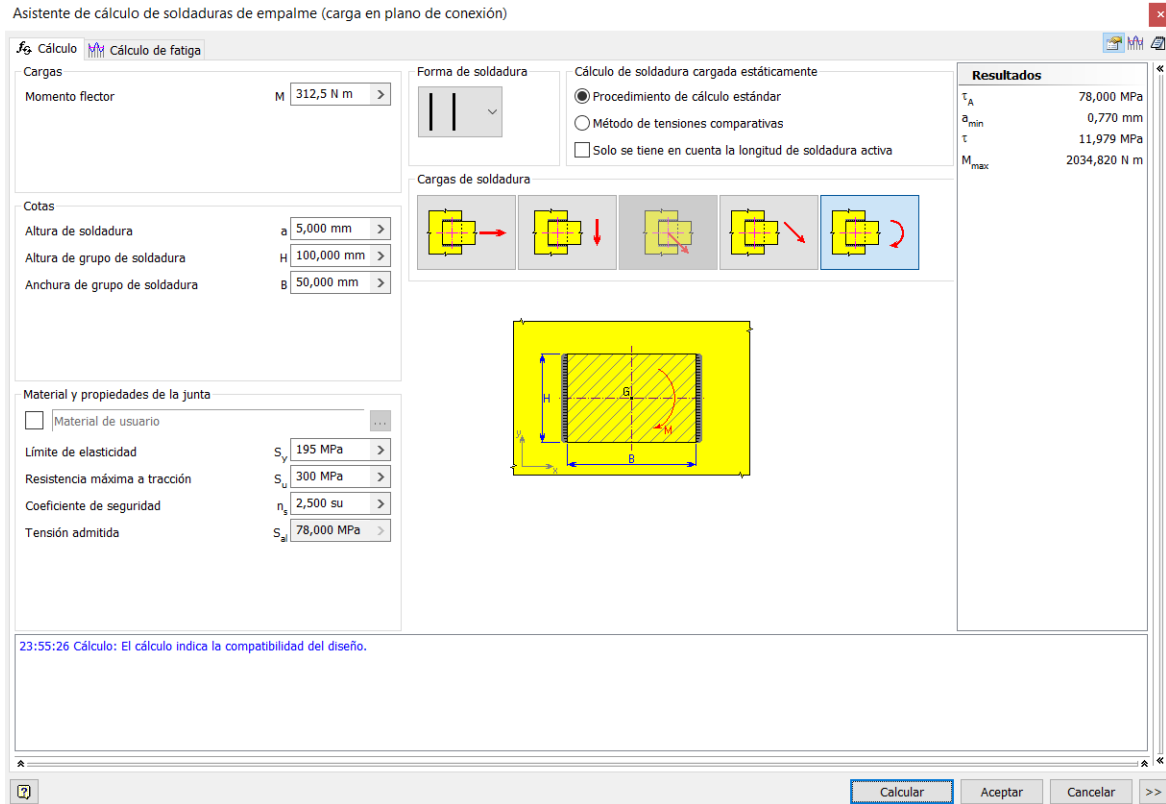 Asistente de cálculo de soldaduras de empalme (carga en plano de conexión)
Cálculo
Cálculo de fatiga
Cargas
Momento flector M 312,5 N m >
Cotas
Altura de soldadura a 5,000 mm >
Altura de grupo de soldadura H 100,000 mm >
Anchura de grupo de soldadura B 50,000 mm >
Material y propiedades de la junta
Material de usuario ...
Límite de elasticidad Sy 195 MPa >
Resistencia máxima a tracción Su 300 MPa >
Coeficiente de seguridad ns 2,500 su >
Tensión admitida Sal 78,000 MPa >
Forma de soldadura
Cálculo de soldadura cargada estáticamente
Procedimiento de cálculo estándar
Método de tensiones comparativas
Solo se tiene en cuenta la longitud de soldadura activa
Cargas de soldadura
H
G
M
B
y
x
Resultados
τA 78,000 MPa
amin 0,770 mm
τ 11,979 MPa
Mmax 2034,820 N m
23:55:26 Cálculo: El cálculo indica la compatibilidad del diseño.
Calcular
Aceptar
Cancelar
>>